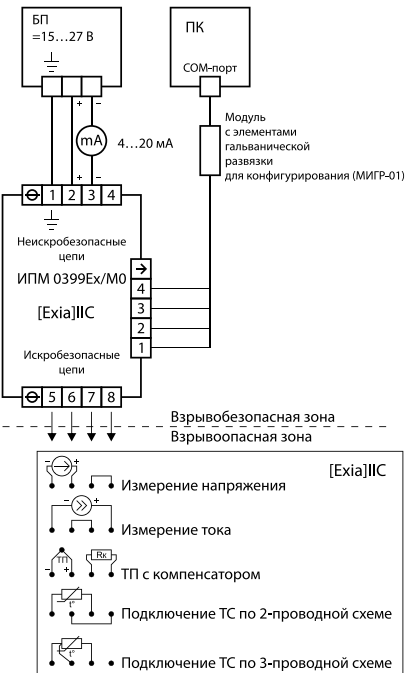 БП
=15...27 В
+ −
mA
4...20 мА
+ −
ПК
COM-порт
Модуль
с элементами
гальванической
развязки
для конфигурирования (МИГР-01)
1 2 3 4
Неискробезопасные
цепи
ИПМ 0399Ex/M0
[Exia]IIC
4
3
2
1
Искробезопасные
цепи
5 6 7 8
Взрывобезопасная зона
Взрывоопасная зона
[Exia]IIC
− +
Измерение напряжения
− +
Измерение тока
ТП Rк
− +
ТП с компенсатором
t°
Подключение ТС по 2-проводной схеме
t°
Подключение ТС по 3-проводной схеме